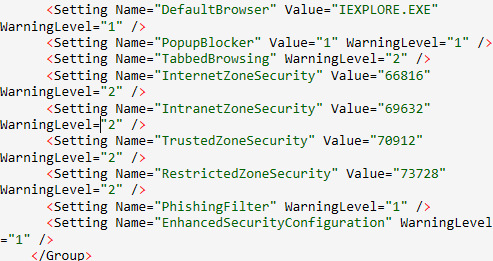 <Setting Name="DefaultBrowser" Value="IEXPLORE.EXE"
WarningLevel="1" />
<Setting Name="PopupBlocker" Value="1" WarningLevel="1" />
<Setting Name="TabbedBrowsing" WarningLevel="2" />
<Setting Name="InternetZoneSecurity" Value="66816"
WarningLevel="2" />
<Setting Name="IntranetZoneSecurity" Value="69632"
WarningLevel="2" />
<Setting Name="TrustedZoneSecurity" Value="70912"
WarningLevel="2" />
<Setting Name="RestrictedZoneSecurity" Value="73728"
WarningLevel="2" />
<Setting Name="PhishingFilter" WarningLevel="1" />
<Setting Name="EnhancedSecurityConfiguration" WarningLevel
="1" />
</Group>